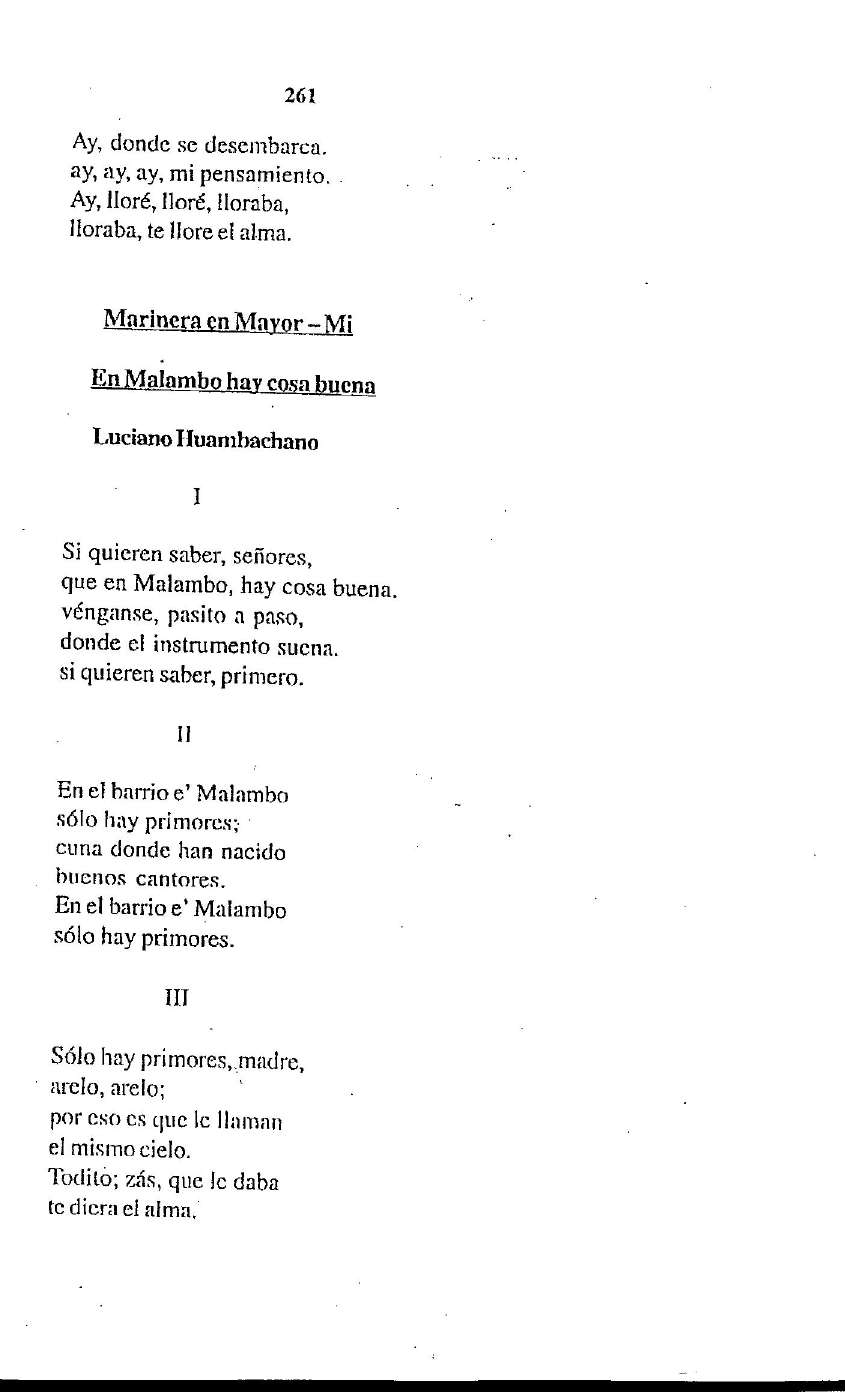 261
Ay, donde se desembarca.
ay, ay, ay, mi pensamiento.
Ay, lloré, lloré, lloraba,
lloraba, te llore el alma.
Marinera en Mayor – Mi
En Malambo hay cosa buena
Luciano Huambachano
I
Si quieren saber, señores,
que en Malambo, hay cosa buena.
vénganse, pasito a paso,
donde el instrumento suena.
si quieren saber, primero.
II
En el barrio e' Malambo
sólo hay primores;
cuna donde han nacido
buenos cantores.
En el barrio e' Malambo
sólo hay primores.
III
Sólo hay primores, madre,
arelo, arelo;
por eso es que le llaman
el mismo cielo.
Todito; zás, que le daba
te diera el alma.